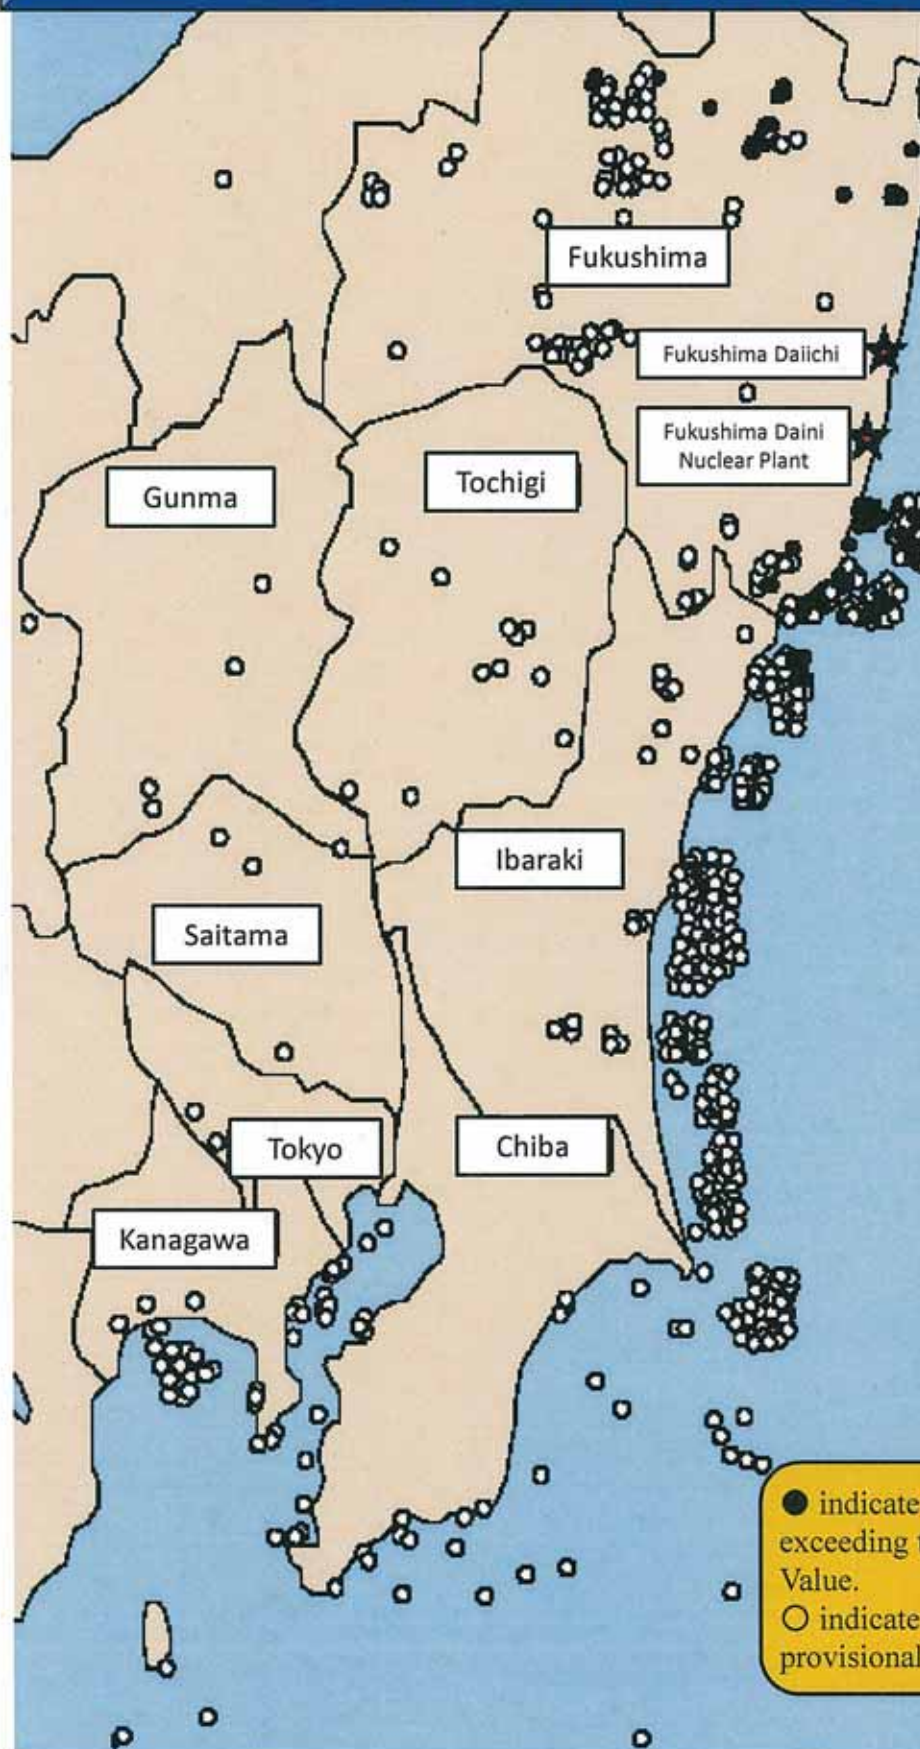 Fukushima
Fukushima Daiichi
Fukushima Daini
Nuclear Plant
Gunma
Tochigi
Ibaraki
Saitama
Tokyo
Chiba
Kanagawa
● indicate
exceeding t
Value.
○ indicate
provisional